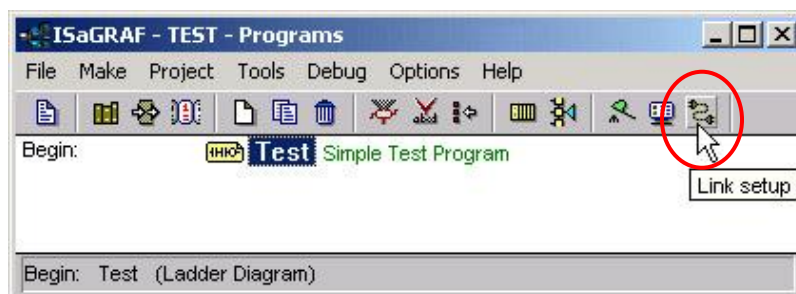 ISaGRAF - TEST - Programs
File Make Project Tools Debug Options Help
Begin: Test Simple Test Program
Link setup
Begin: Test (Ladder Diagram)